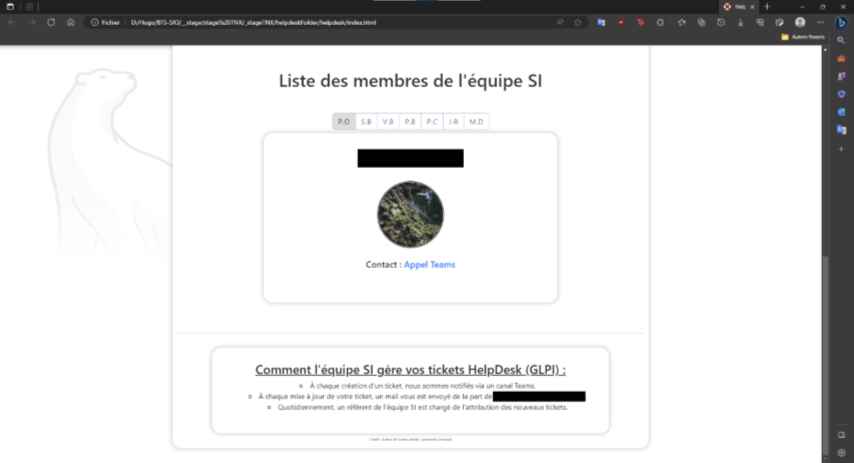 Help
Fichier D:/Hugo/BTS-SIO/_stage/stage%201TNX/_stage1TNX/helpdeskFolder/helpdesk/index.html
Autres favoris
Liste des membres de l'équipe SI
P.O S.B V.B P.B P.C J.R M.D
Contact : Appel Teams
Comment l'équipe SI gère vos tickets HelpDesk (GLPI) :
À chaque création d'un ticket, nous sommes notifiés via un canal Teams.
À chaque mise à jour de votre ticket, un mail vous est envoyé de la part de
Quotidiennement, un référent de l'équipe SI est chargé de l'attribution des nouveaux tickets.